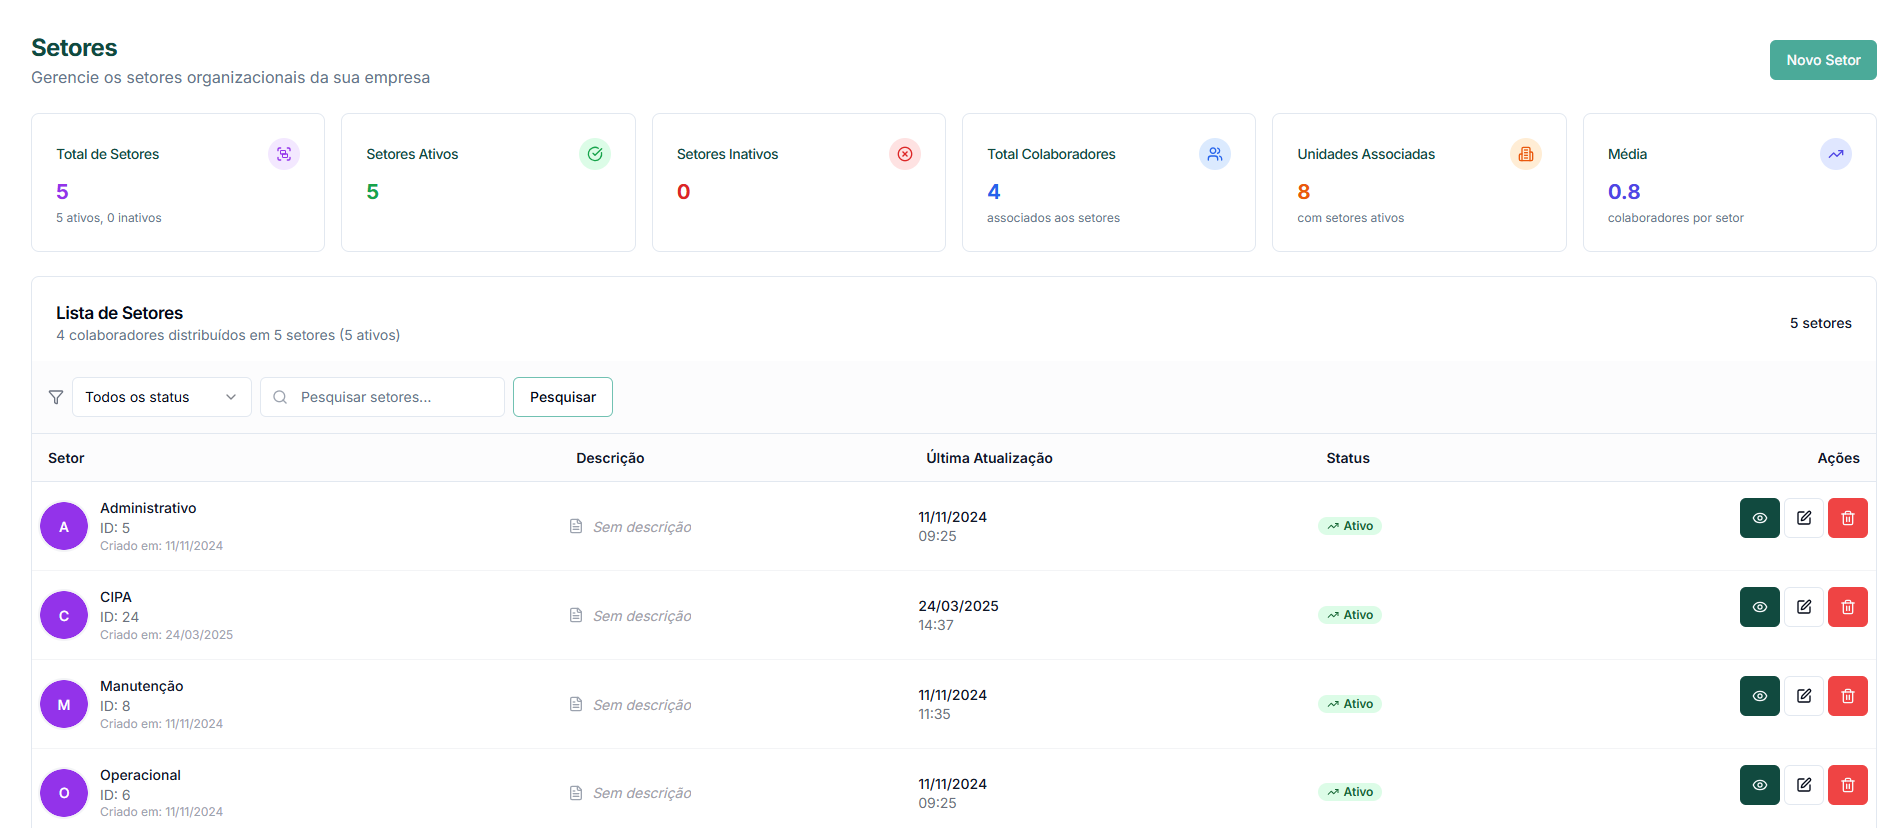 Setores
Gerencie os setores organizacionais da sua empresa
Novo Setor
Total de Setores
5
5 ativos, 0 inativos
Setores Ativos
5
Setores Inativos
0
Total Colaboradores
4
associados aos setores
Unidades Associadas
8
com setores ativos
Média
0.8
colaboradores por setor
Lista de Setores
4 colaboradores distribuídos em 5 setores (5 ativos)
5 setores
Todos os status
Pesquisar setores...
Pesquisar
Setor Descrição Última Atualização Status Ações
A
Administrativo
ID: 5
Criado em: 11/11/2024
Sem descrição
11/11/2024
09:25
Ativo
C
CIPA
ID: 24
Criado em: 24/03/2025
Sem descrição
24/03/2025
14:37
Ativo
M
Manutenção
ID: 8
Criado em: 11/11/2024
Sem descrição
11/11/2024
11:35
Ativo
O
Operacional
ID: 6
Criado em: 11/11/2024
Sem descrição
11/11/2024
09:25
Ativo